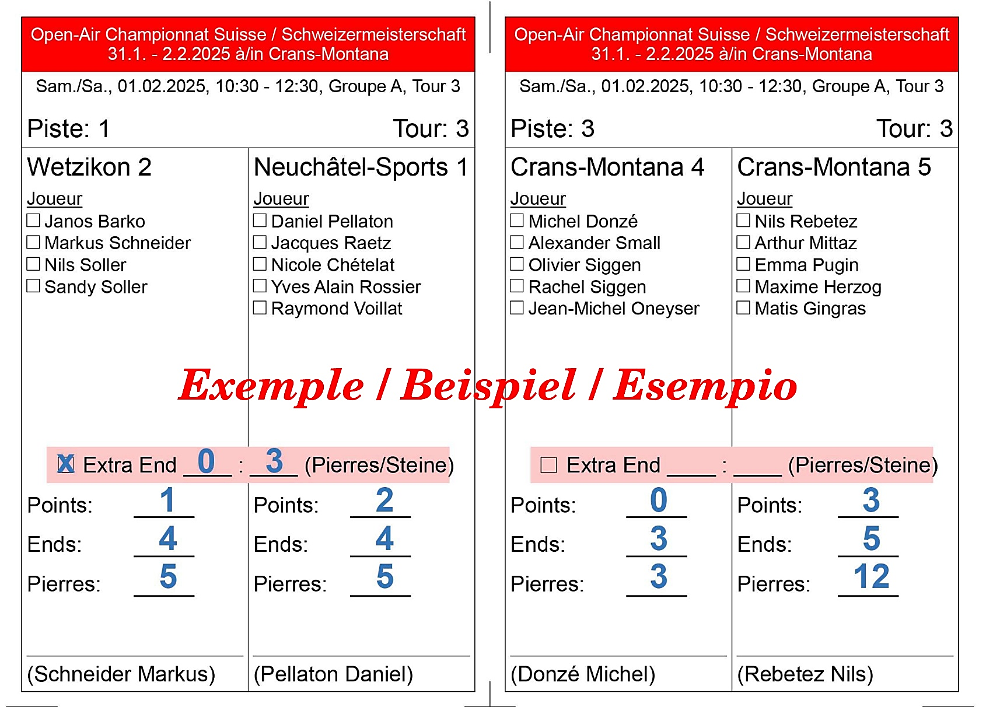 Open-Air Championnat Suisse / Schweizermeisterschaft
31.1. - 2.2.2025 à/in Crans-Montana
Sam./Sa., 01.02.2025, 10:30 - 12:30, Groupe A, Tour 3
Piste: 1 Tour: 3
Wetzikon 2
Joueur
Janos Barko
Markus Schneider
Nils Soller
Sandy Soller
Neuchâtel-Sports 1
Joueur
Daniel Pellaton
Jacques Raetz
Nicole Chételat
Yves Alain Rossier
Raymond Voillat
X Extra End 0 : 3 (Pierres/Steine)
Points: 1
Ends: 4
Pierres: 5
(Schneider Markus)
Points: 2
Ends: 4
Pierres: 5
(Pellaton Daniel)
Open-Air Championnat Suisse / Schweizermeisterschaft
31.1. - 2.2.2025 à/in Crans-Montana
Sam./Sa., 01.02.2025, 10:30 - 12:30, Groupe A, Tour 3
Piste: 3 Tour: 3
Crans-Montana 4
Joueur
Michel Donzé
Alexander Small
Olivier Siggen
Rachel Siggen
Jean-Michel Oneyser
Crans-Montana 5
Joueur
Nils Rebetez
Arthur Mittaz
Emma Pugin
Maxime Herzog
Matis Gingras
Exemple / Beispiel / Esempio
Extra End ____ : ____ (Pierres/Steine)
Points: 0
Ends: 3
Pierres: 3
(Donzé Michel)
Points: 3
Ends: 5
Pierres: 12
(Rebetez Nils)